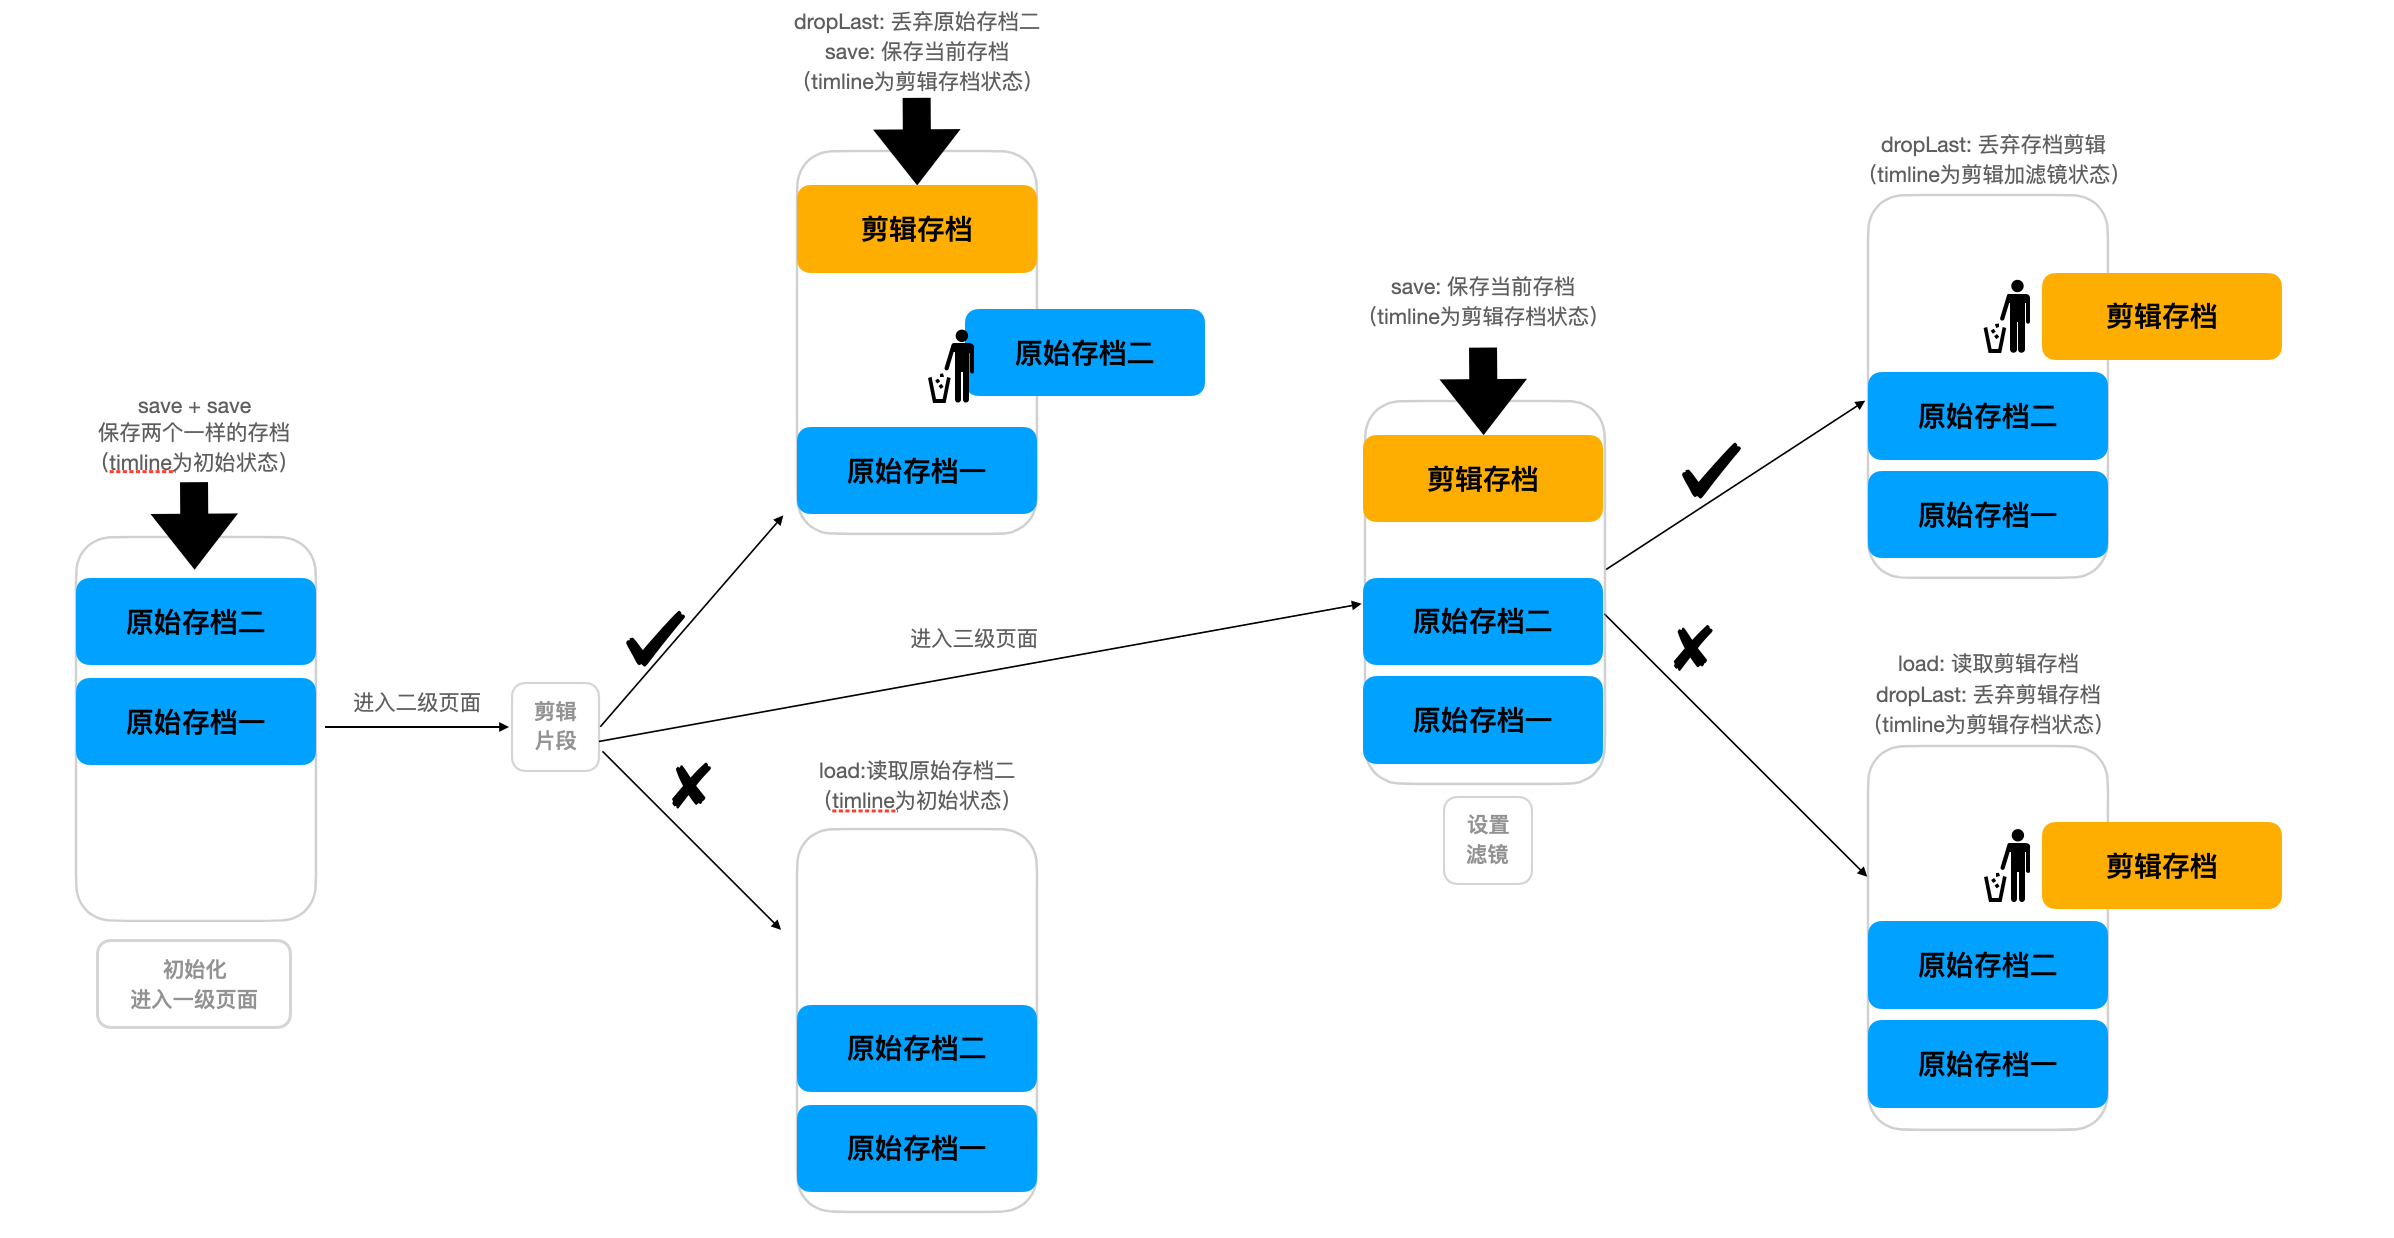 save + save
保存两个一样的存档
（timline为初始状态）
原始存档二
原始存档一
初始化
进入一级页面
进入二级页面
剪辑
片段
dropLast: 丢弃原始存档二
save: 保存当前存档
（timline为剪辑存档状态）
剪辑存档
原始存档二
原始存档一
进入三级页面
load:读取原始存档二
（timline为初始状态）
原始存档二
原始存档一
save: 保存当前存档
（timline为剪辑存档状态）
剪辑存档
原始存档二
原始存档一
设置
滤镜
dropLast: 丢弃存档剪辑
（timline为剪辑加滤镜状态）
剪辑存档
原始存档二
原始存档一
load: 读取剪辑存档
dropLast: 丢弃剪辑存档
（timline为剪辑存档状态）
剪辑存档
原始存档二
原始存档一